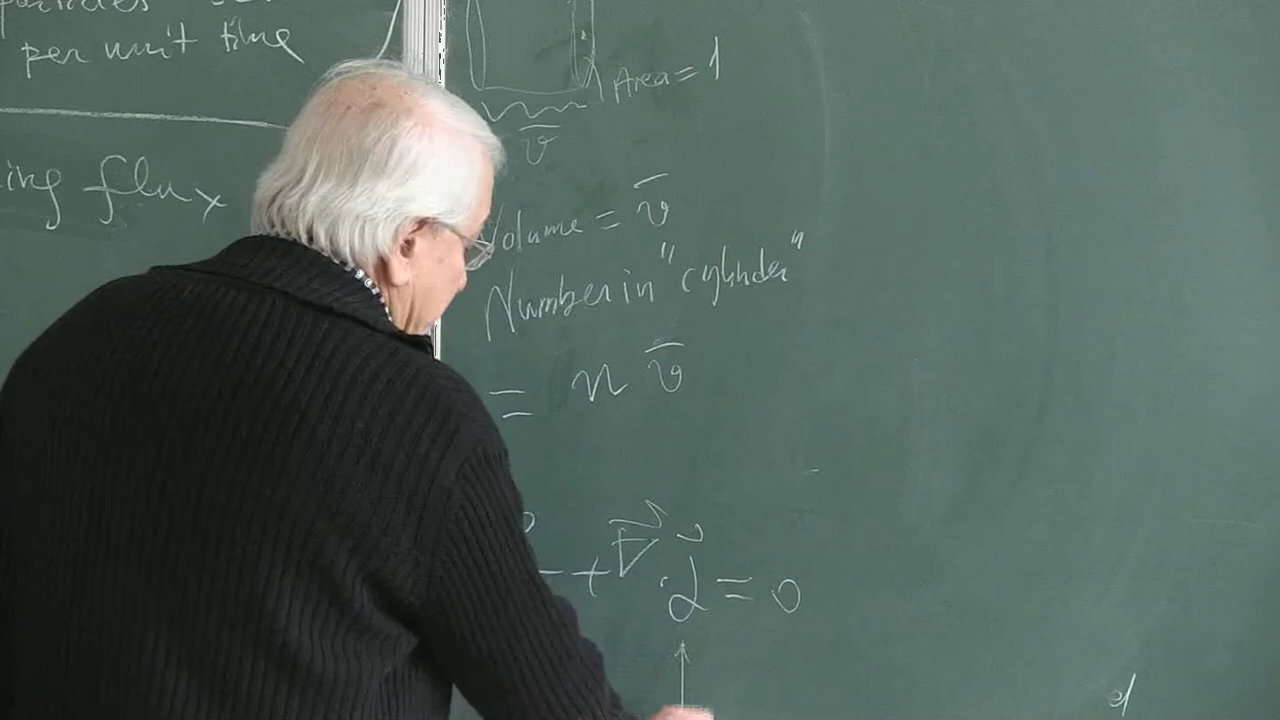 per unit time
ing flux
Area = 1
v̅
Volume = v̅
Number in "cylinder"
= n v̅
+ ∇⃗ · J⃗ = 0